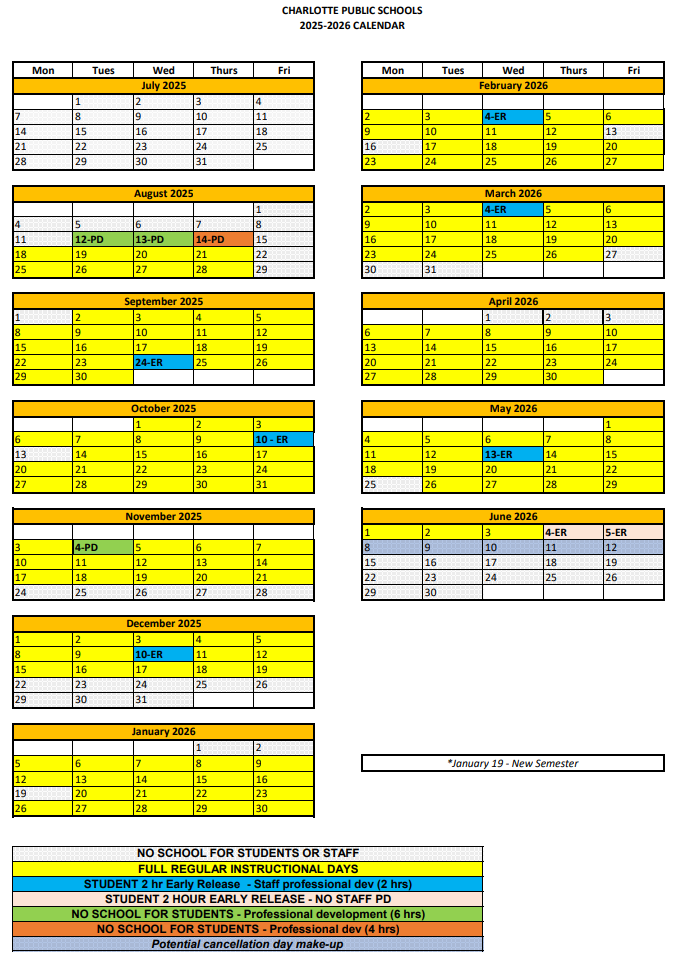 CHARLOTTE PUBLIC SCHOOLS
2025-2026 CALENDAR
Mon Tues Wed Thurs Fri
July 2025
1 2 3 4
7 8 9 10 11
14 15 16 17 18
21 22 23 24 25
28 29 30 31
August 2025
1
4 5 6 7 8
11 12-PD 13-PD 14-PD 15
18 19 20 21 22
25 26 27 28 29
September 2025
1 2 3 4 5
8 9 10 11 12
15 16 17 18 19
22 23 24-ER 25 26
29 30
October 2025
1 2 3
6 7 8 9 10 - ER
13 14 15 16 17
20 21 22 23 24
27 28 29 30 31
November 2025
3 4-PD 5 6 7
10 11 12 13 14
17 18 19 20 21
24 25 26 27 28
December 2025
1 2 3 4 5
8 9 10-ER 11 12
15 16 17 18 19
22 23 24 25 26
29 30 31
January 2026
1 2
5 6 7 8 9
12 13 14 15 16
19 20 21 22 23
26 27 28 29 30
Mon Tues Wed Thurs Fri
February 2026
2 3 4-ER 5 6
9 10 11 12 13
16 17 18 19 20
23 24 25 26 27
March 2026
2 3 4-ER 5 6
9 10 11 12 13
16 17 18 19 20
23 24 25 26 27
30 31
April 2026
1 2 3
6 7 8 9 10
13 14 15 16 17
20 21 22 23 24
27 28 29 30
May 2026
1
4 5 6 7 8
11 12 13-ER 14 15
18 19 20 21 22
25 26 27 28 29
June 2026
1 2 3 4-ER 5-ER
8 9 10 11 12
15 16 17 18 19
22 23 24 25 26
29 30
*January 19 - New Semester
NO SCHOOL FOR STUDENTS OR STAFF
FULL REGULAR INSTRUCTIONAL DAYS
STUDENT 2 hr Early Release - Staff professional dev (2 hrs)
STUDENT 2 HOUR EARLY RELEASE - NO STAFF PD
NO SCHOOL FOR STUDENTS - Professional development (6 hrs)
NO SCHOOL FOR STUDENTS - Professional dev (4 hrs)
Potential cancellation day make-up